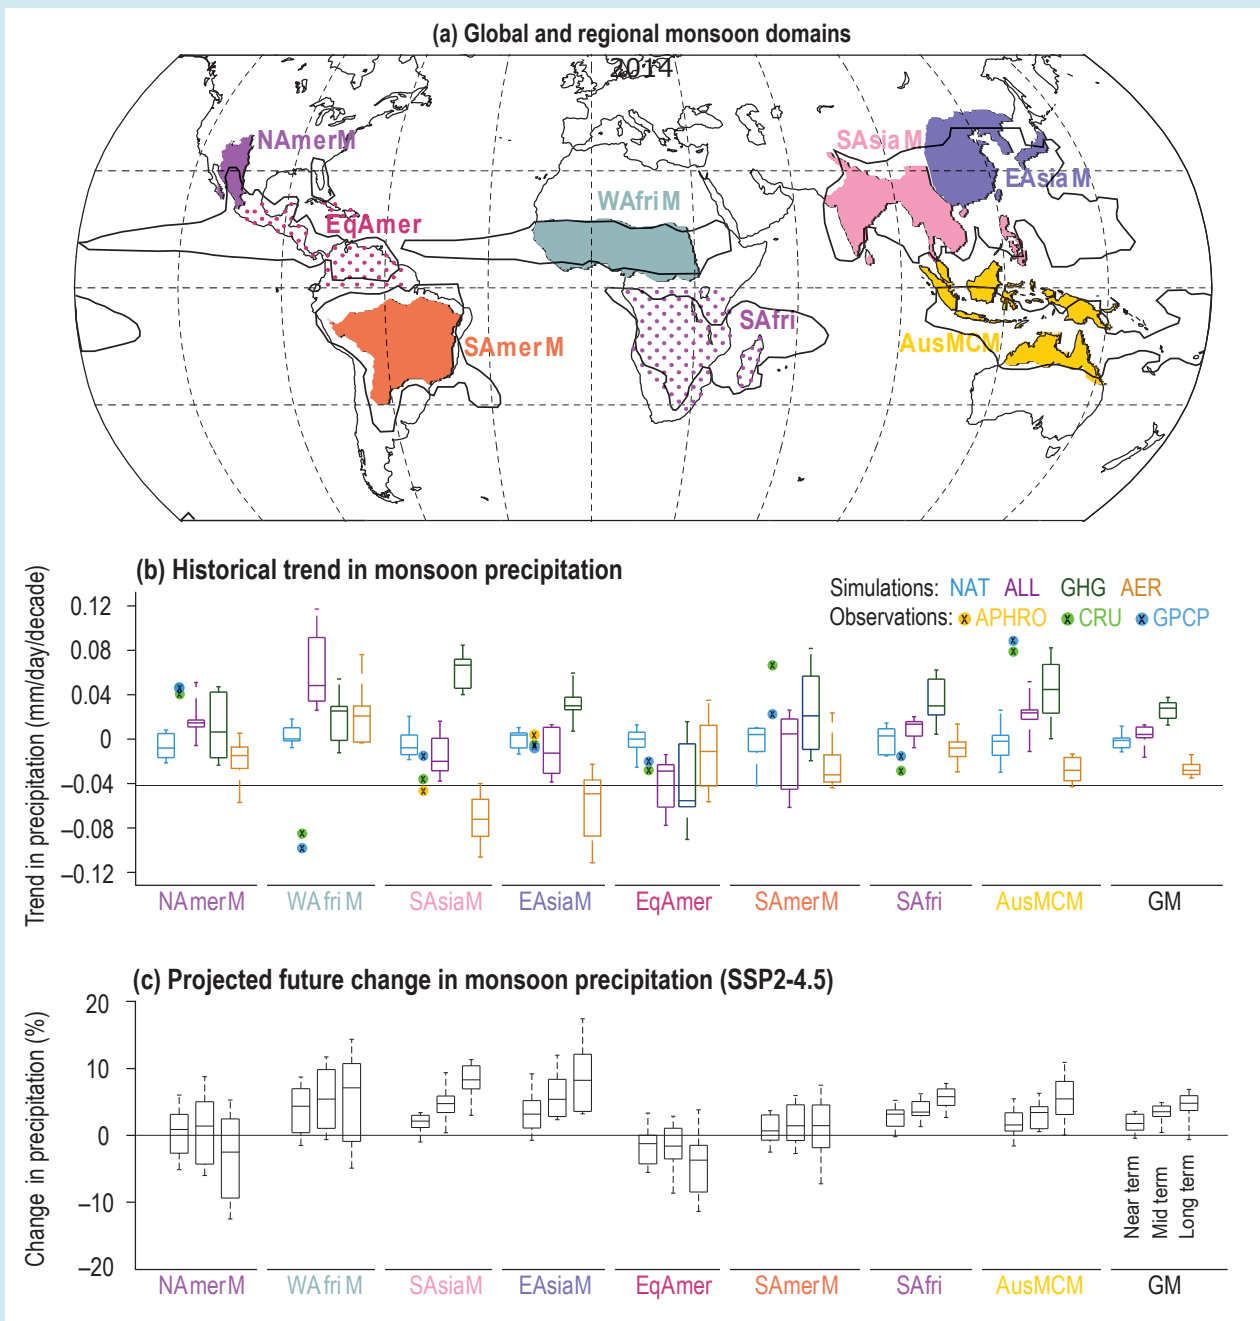 (a) Global and regional monsoon domains
2014
NAmerM
SAsiaM
EAsiaM
WAfriM
EqAmer
SAfri
SAmerM
AusMCM
(b) Historical trend in monsoon precipitation
Simulations: NAT ALL GHG AER
Observations: APHRO CRU GPCP
Trend in precipitation (mm/day/decade)
0.12
0.08
0.04
0
−0.04
−0.08
−0.12
NAmerM WAfriM SAsiaM EAsiaM EqAmer SAmerM SAfri AusMCM GM
(c) Projected future change in monsoon precipitation (SSP2-4.5)
Change in precipitation (%)
20
10
0
−10
−20
Near term
Mid term
Long term
NAmerM WAfriM SAsiaM EAsiaM EqAmer SAmerM SAfri AusMCM GM